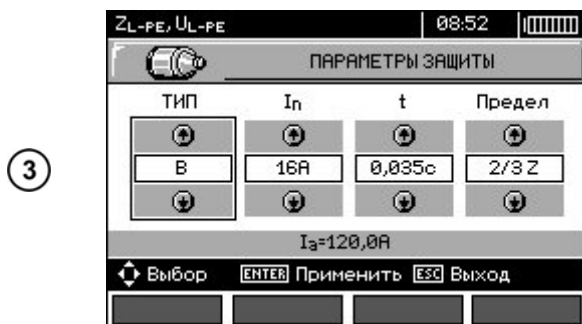 ZL-PE, UL-PE 08:52
ПАРАМЕТРЫ ЗАЩИТЫ
ТИП In t Предел
3
B 16A 0,035с 2/3 Z
Ia=120,0A
Выбор ENTER Применить ESC Выход